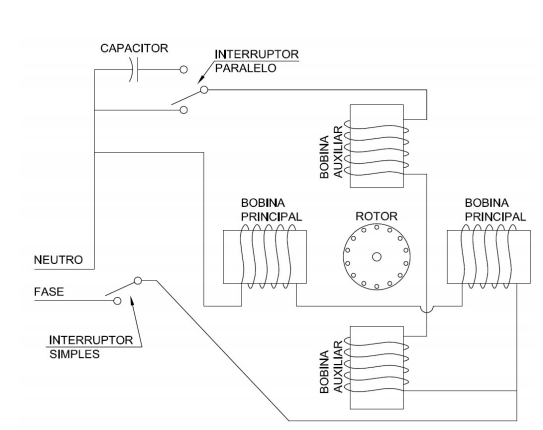 CAPACITOR
INTERRUPTOR
PARALELO
BOBINA
AUXILIAR
BOBINA
PRINCIPAL
ROTOR
BOBINA
PRINCIPAL
NEUTRO
FASE
INTERRUPTOR
SIMPLES
BOBINA
AUXILIAR